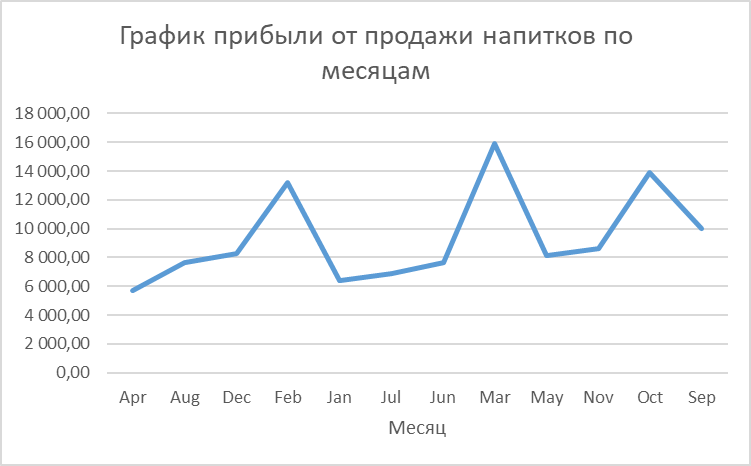 График прибыли от продажи напитков по
месяцам
18 000,00
16 000,00
14 000,00
12 000,00
10 000,00
8 000,00
6 000,00
4 000,00
2 000,00
0,00
Apr Aug Dec Feb Jan Jul Jun Mar May Nov Oct Sep
Месяц